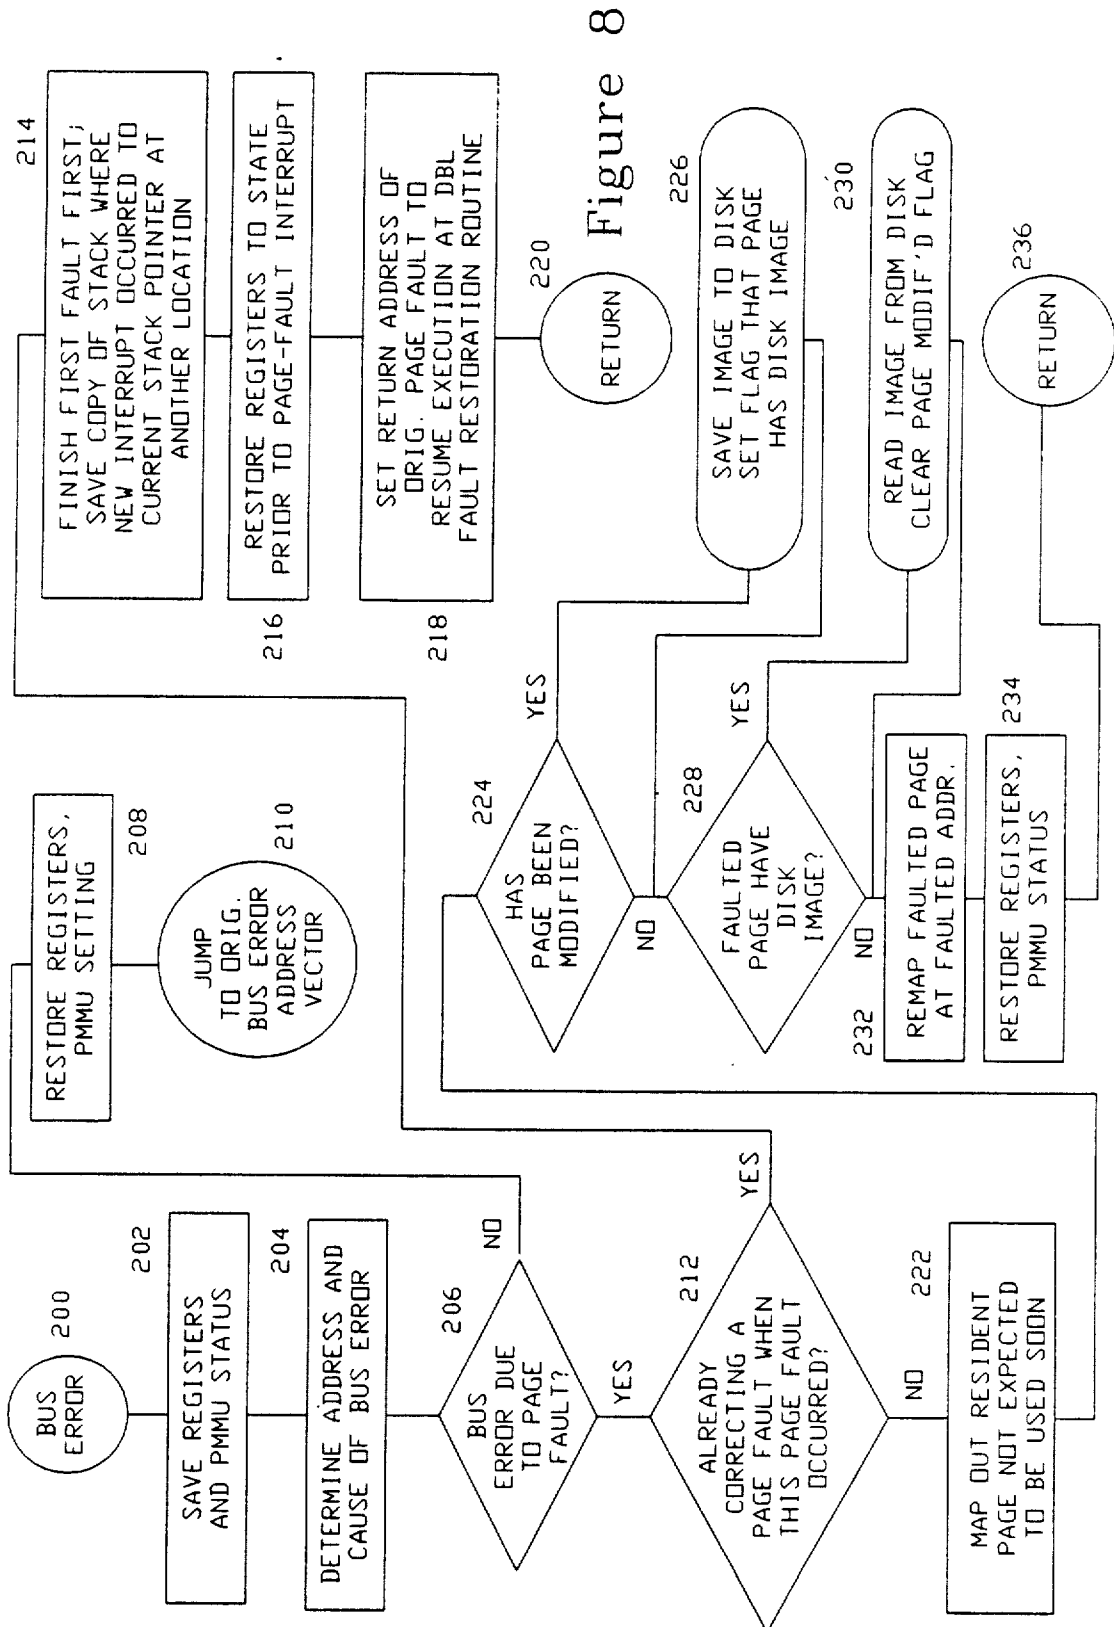 BUS
ERROR
200
SAVE REGISTERS
AND PMMU STATUS
202
DETERMINE ADDRESS AND
CAUSE OF BUS ERROR
204
BUS
ERROR DUE
TO PAGE
FAULT?
206
NO
YES
RESTORE REGISTERS,
PMMU SETTING
208
JUMP
TO ORIG.
BUS ERROR
ADDRESS
VECTOR
210
ALREADY
CORRECTING A
PAGE FAULT WHEN
THIS PAGE FAULT
OCCURRED?
212
YES
NO
FINISH FIRST FAULT FIRST;
SAVE COPY OF STACK WHERE
NEW INTERRUPT OCCURRED TO
CURRENT STACK POINTER AT
ANOTHER LOCATION
214
RESTORE REGISTERS TO STATE
PRIOR TO PAGE-FAULT INTERRUPT
216
SET RETURN ADDRESS OF
ORIG. PAGE FAULT TO
RESUME EXECUTION AT DBL
FAULT RESTORATION ROUTINE
218
RETURN
220
MAP OUT RESIDENT
PAGE NOT EXPECTED
TO BE USED SOON
222
HAS
PAGE BEEN
MODIFIED?
224
YES
NO
SAVE IMAGE TO DISK
SET FLAG THAT PAGE
HAS DISK IMAGE
226
FAULTED
PAGE HAVE
DISK
IMAGE?
228
YES
NO
READ IMAGE FROM DISK
CLEAR PAGE MODIF'D FLAG
230
REMAP FAULTED PAGE
AT FAULTED ADDR.
232
RESTORE REGISTERS,
PMMU STATUS
234
RETURN
236
Figure 8